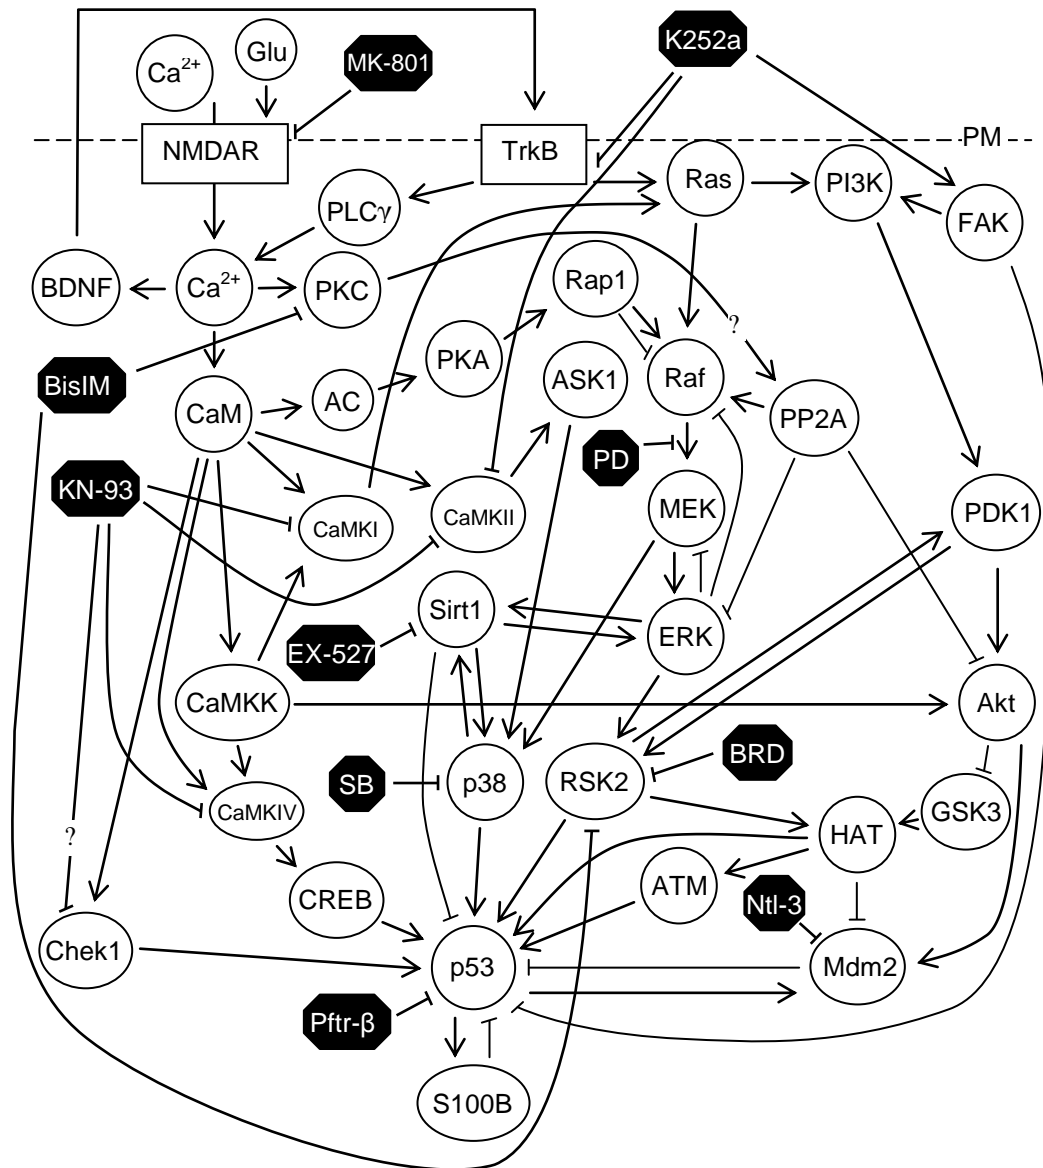 K252a
Glu
MK-801
Ca²⁺
PM
NMDAR
TrkB
Ras
PI3K
PLCγ
FAK
BDNF
Ca²⁺
PKC
Rap1
?
PKA
ASK1
Raf
BisIM
AC
CaM
PP2A
PD
KN-93
MEK
PDK1
CaMKI
CaMKII
Sirt1
ERK
EX-527
CaMKK
Akt
BRD
SB
p38
RSK2
CaMKIV
GSK3
?
HAT
ATM
CREB
Ntl-3
Chek1
p53
Mdm2
Pftr-β
S100B